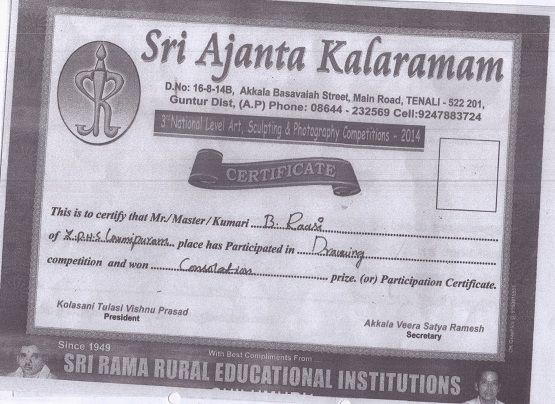 Sri Ajanta Kalaramam
D.No: 16-8-14B, Akkala Basavaiah Street, Main Road, TENALI - 522 201,
Guntur Dist, (A.P) Phone: 08644 - 232569 Cell:9247883724
3rd National Level Art, Sculpting & Photography Competitions - 2014
CERTIFICATE
This is to certify that Mr./Master/Kumari B. Raasi
of Z.P.H.S place has Participated in Drawing
competition and won Consolation prize. (or) Participation Certificate.
Kolasani Tulasi Vishnu Prasad
President
Akkala Veera Satya Ramesh
Secretary
Since 1949
With Best Compliments From
SRI RAMA RURAL EDUCATIONAL INSTITUTIONS